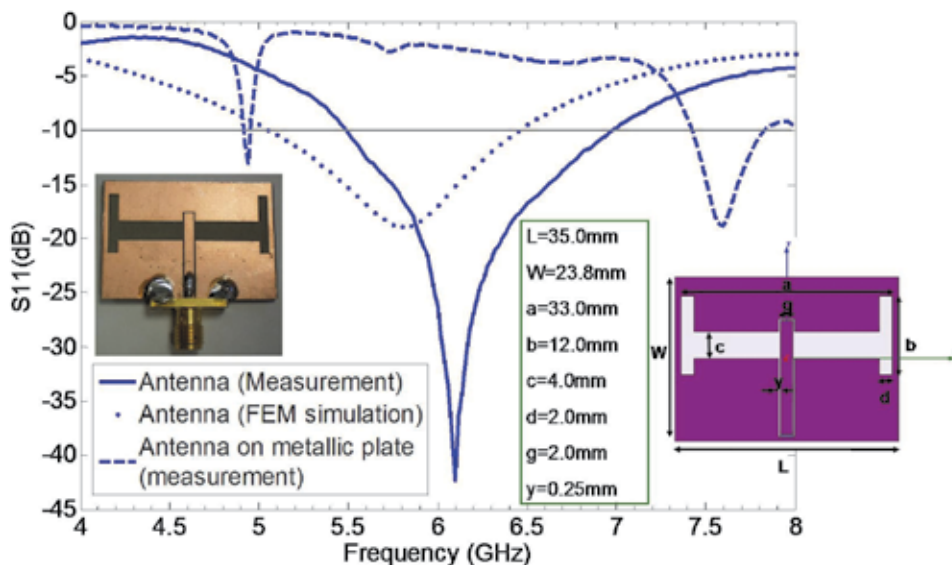 0
-5
-10
-15
-20
-25
-30
-35
-40
-45
S11(dB)
4
4.5
5
5.5
6
6.5
7
7.5
8
Frequency (GHz)
Antenna (Measurement)
Antenna (FEM simulation)
Antenna on metallic plate
(measurement)
L=35.0mm
W=23.8mm
a=33.0mm
b=12.0mm
c=4.0mm
d=2.0mm
g=2.0mm
y=0.25mm
a
g
W
c
b
y
d
L